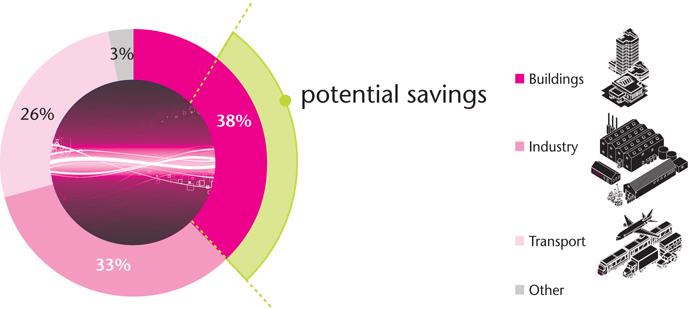 3%
26%
38%
33%
potential savings
Buildings
Industry
Transport
Other